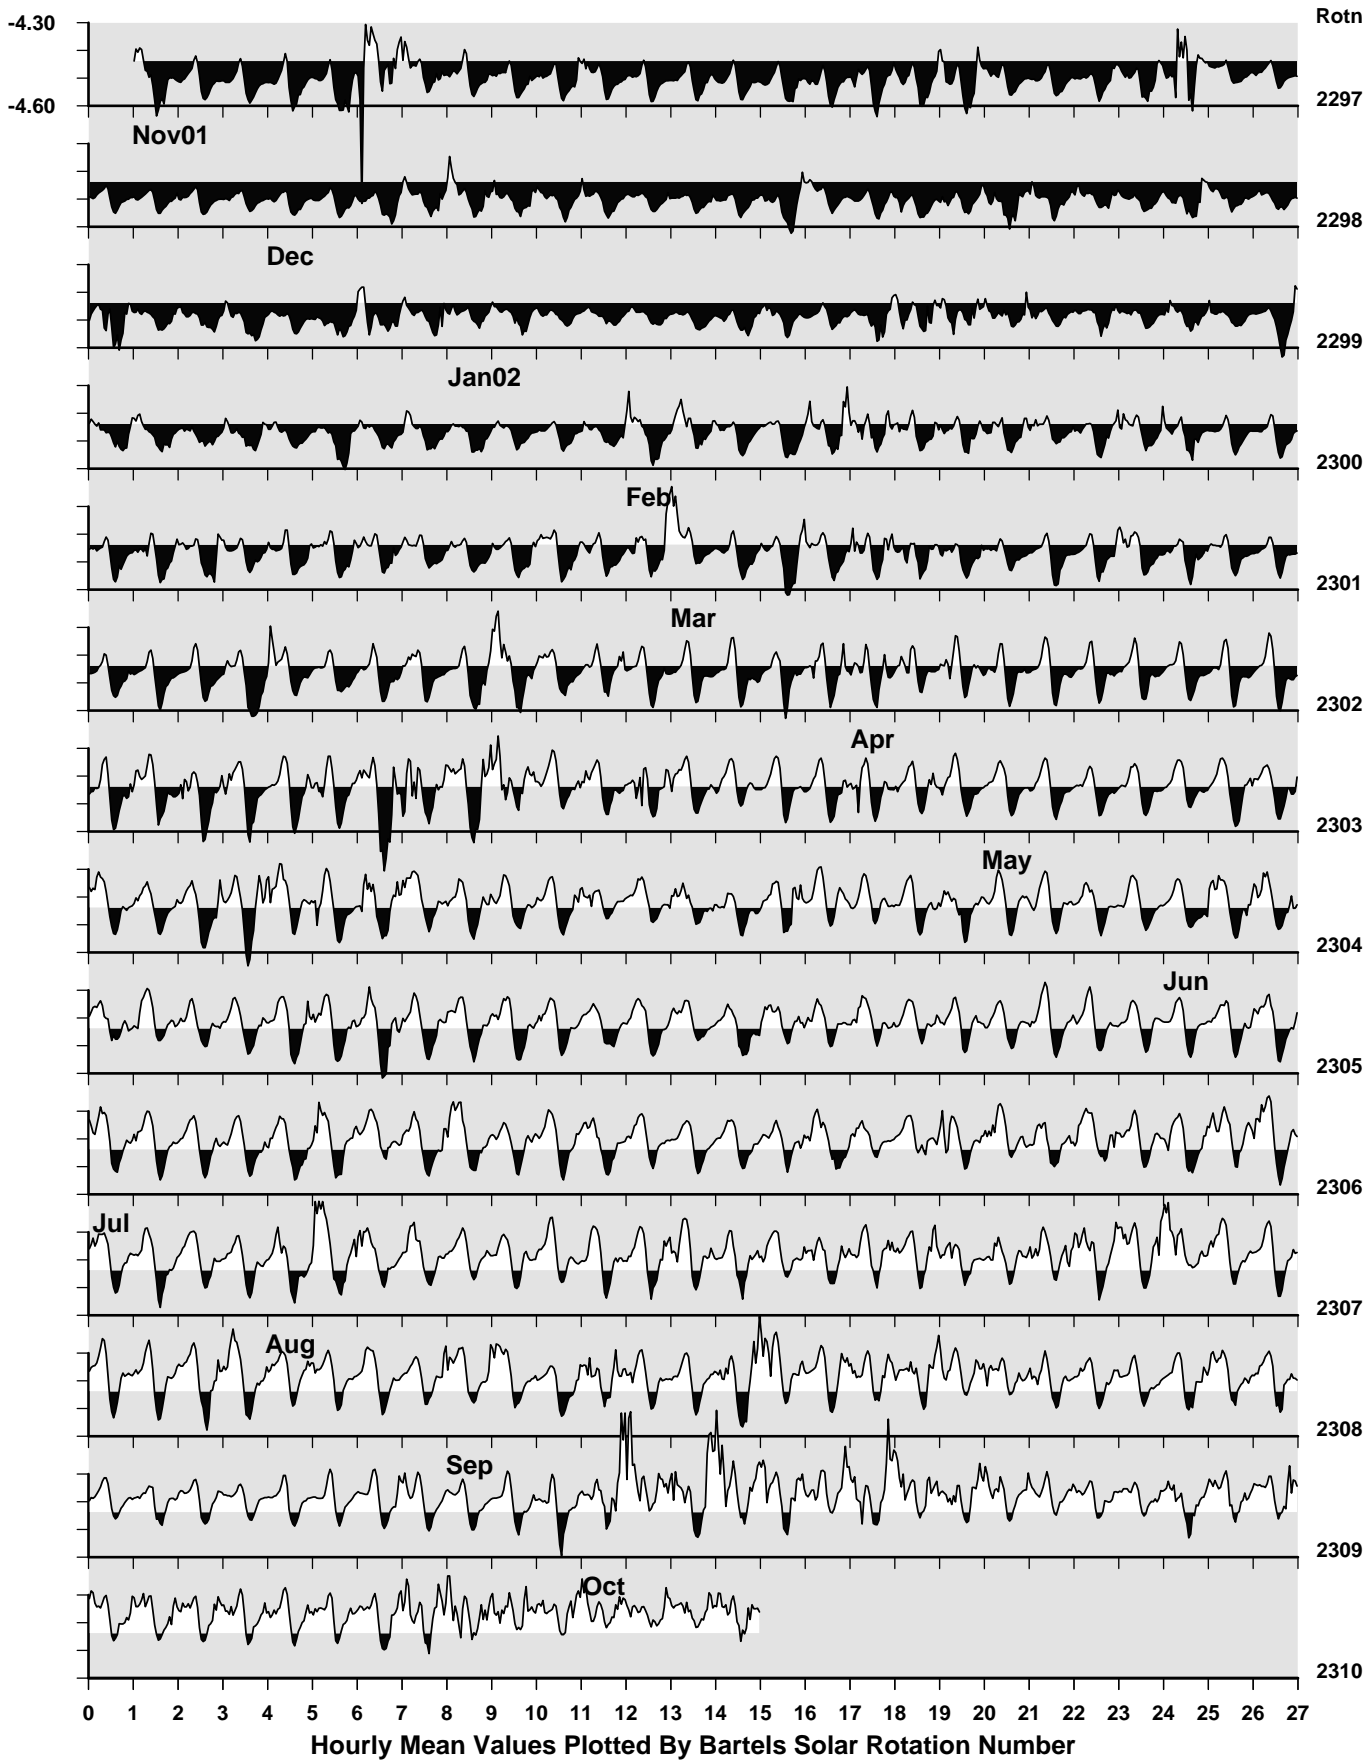 Rotn
-4.30
-4.60
2297
Nov01
2298
Dec
2299
Jan02
2300
Feb
2301
Mar
2302
Apr
2303
May
2304
Jun
2305
2306
Jul
2307
Aug
2308
Sep
2309
Oct
2310
0 1 2 3 4 5 6 7 8 9 10 11 12 13 14 15 16 17 18 19 20 21 22 23 24 25 26 27
Hourly Mean Values Plotted By Bartels Solar Rotation Number